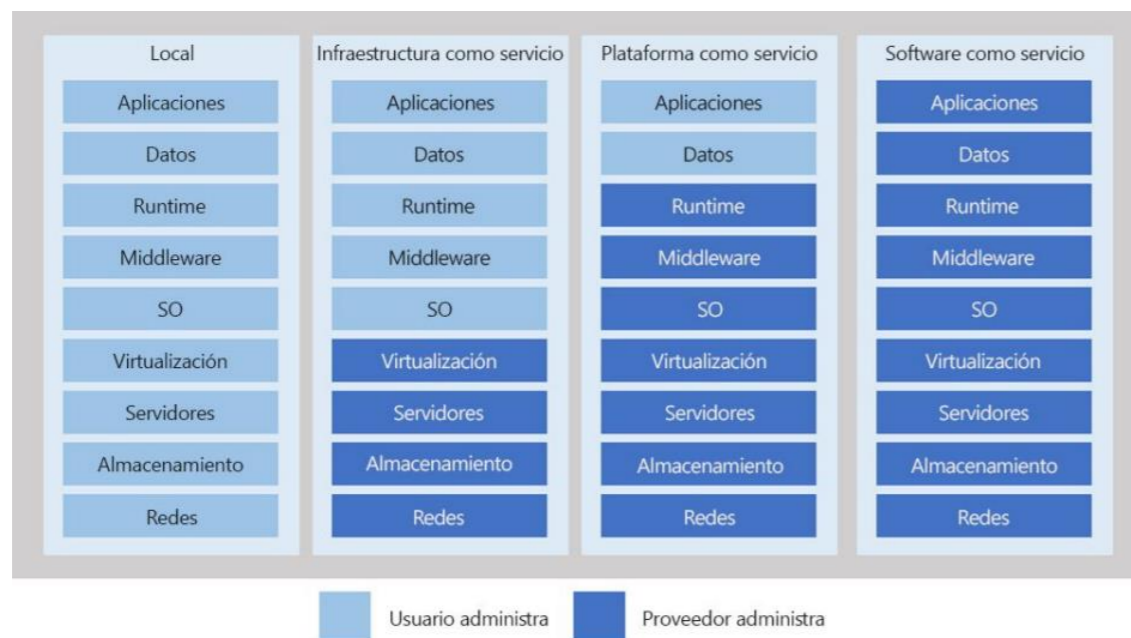 Local
Aplicaciones
Datos
Runtime
Middleware
SO
Virtualización
Servidores
Almacenamiento
Redes
Infraestructura como servicio
Aplicaciones
Datos
Runtime
Middleware
SO
Virtualización
Servidores
Almacenamiento
Redes
Plataforma como servicio
Aplicaciones
Datos
Runtime
Middleware
SO
Virtualización
Servidores
Almacenamiento
Redes
Software como servicio
Aplicaciones
Datos
Runtime
Middleware
SO
Virtualización
Servidores
Almacenamiento
Redes
Usuario administra
Proveedor administra